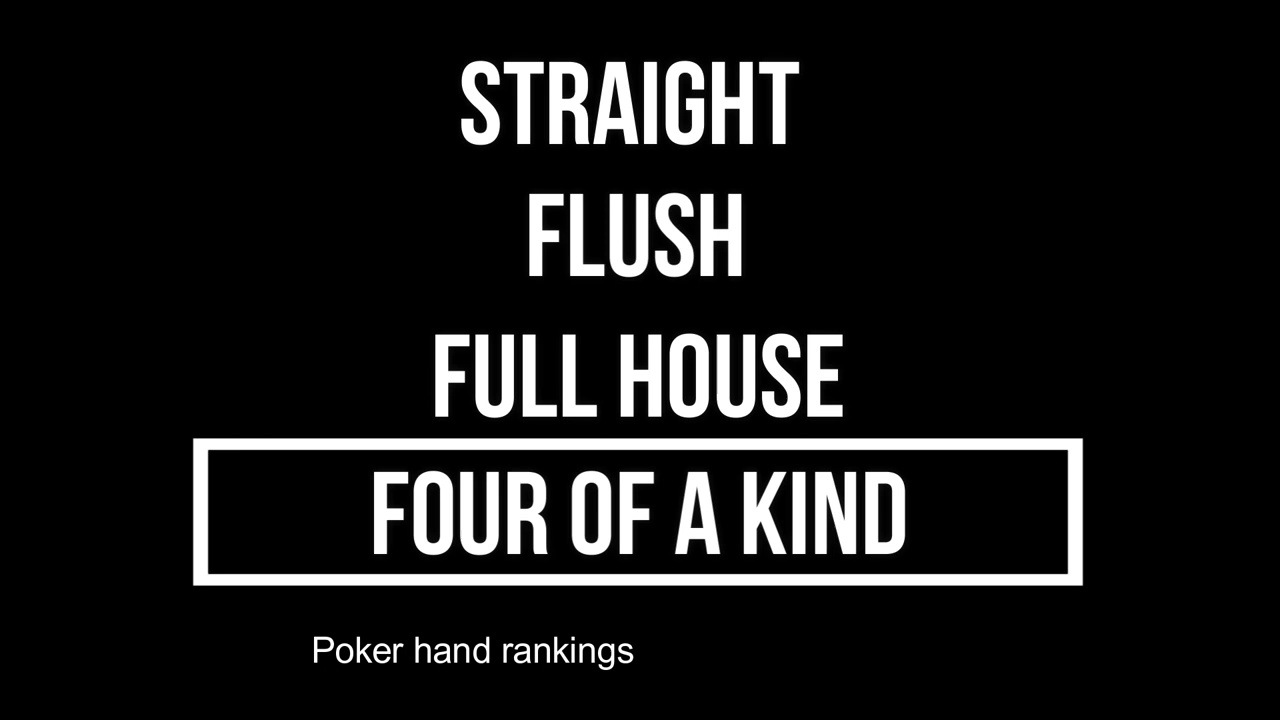 STRAIGHT
FLUSH
FULL HOUSE
FOUR OF A KIND
Poker hand rankings